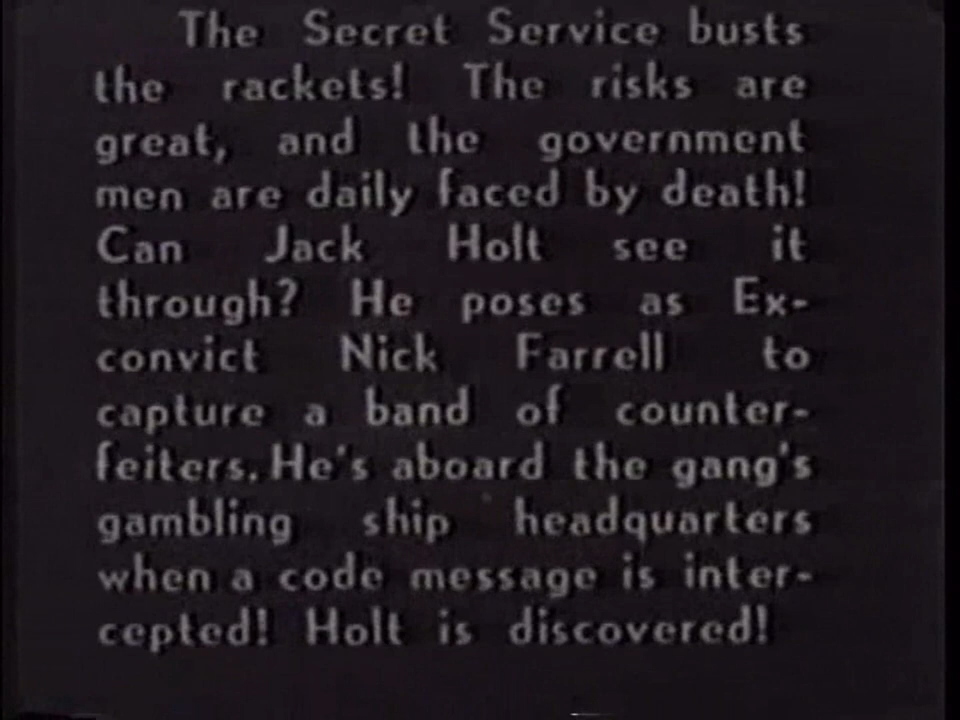 The Secret Service busts
the rackets! The risks are
great, and the government
men are daily faced by death!
Can Jack Holt see it
through? He poses as Ex-
convict Nick Farrell to
capture a band of counter-
feiters. He's aboard the gang's
gambling ship headquarters
when a code message is inter-
cepted! Holt is discovered!